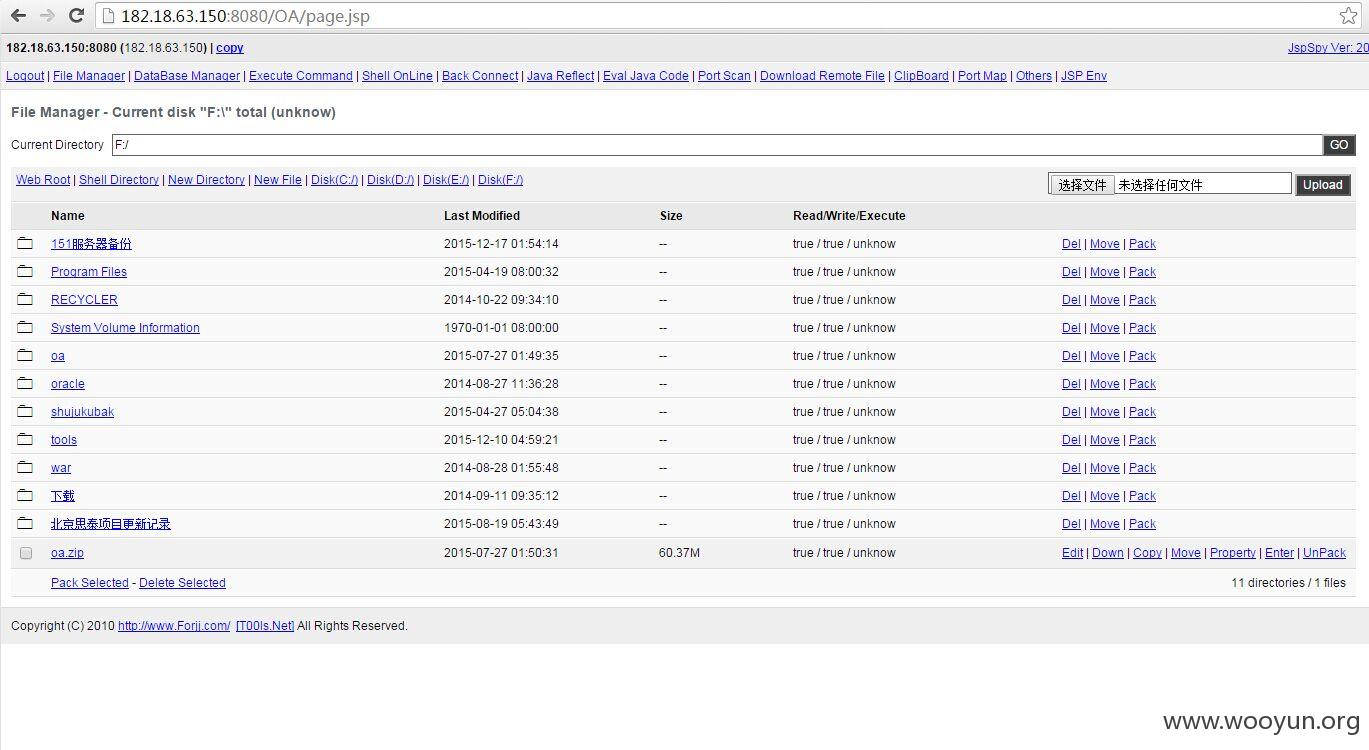 182.18.63.150:8080/OA/page.jsp
182.18.63.150:8080 (182.18.63.150) | copy JspSpy Ver: 20
Logout | File Manager | DataBase Manager | Execute Command | Shell OnLine | Back Connect | Java Reflect | Eval Java Code | Port Scan | Download Remote File | ClipBoard | Port Map | Others | JSP Env
File Manager - Current disk "F:\" total (unknow)
Current Directory F:/ GO
Web Root | Shell Directory | New Directory | New File | Disk(C:/) | Disk(D:/) | Disk(E:/) | Disk(F:/) 选择文件 未选择任何文件 Upload
Name Last Modified Size Read/Write/Execute
151服务器备份 2015-12-17 01:54:14 -- true / true / unknow Del | Move | Pack
Program Files 2015-04-19 08:00:32 -- true / true / unknow Del | Move | Pack
RECYCLER 2014-10-22 09:34:10 -- true / true / unknow Del | Move | Pack
System Volume Information 1970-01-01 08:00:00 -- true / true / unknow Del | Move | Pack
oa 2015-07-27 01:49:35 -- true / true / unknow Del | Move | Pack
oracle 2014-08-27 11:36:28 -- true / true / unknow Del | Move | Pack
shujukubak 2015-04-27 05:04:38 -- true / true / unknow Del | Move | Pack
tools 2015-12-10 04:59:21 -- true / true / unknow Del | Move | Pack
war 2014-08-28 01:55:48 -- true / true / unknow Del | Move | Pack
下载 2014-09-11 09:35:12 -- true / true / unknow Del | Move | Pack
北京思泰项目更新记录 2015-08-19 05:43:49 -- true / true / unknow Del | Move | Pack
oa.zip 2015-07-27 01:50:31 60.37M true / true / unknow Edit | Down | Copy | Move | Property | Enter | UnPack
Pack Selected - Delete Selected 11 directories / 1 files
Copyright (C) 2010 http://www.Forjj.com/ [T00ls.Net] All Rights Reserved.
www.wooyun.org